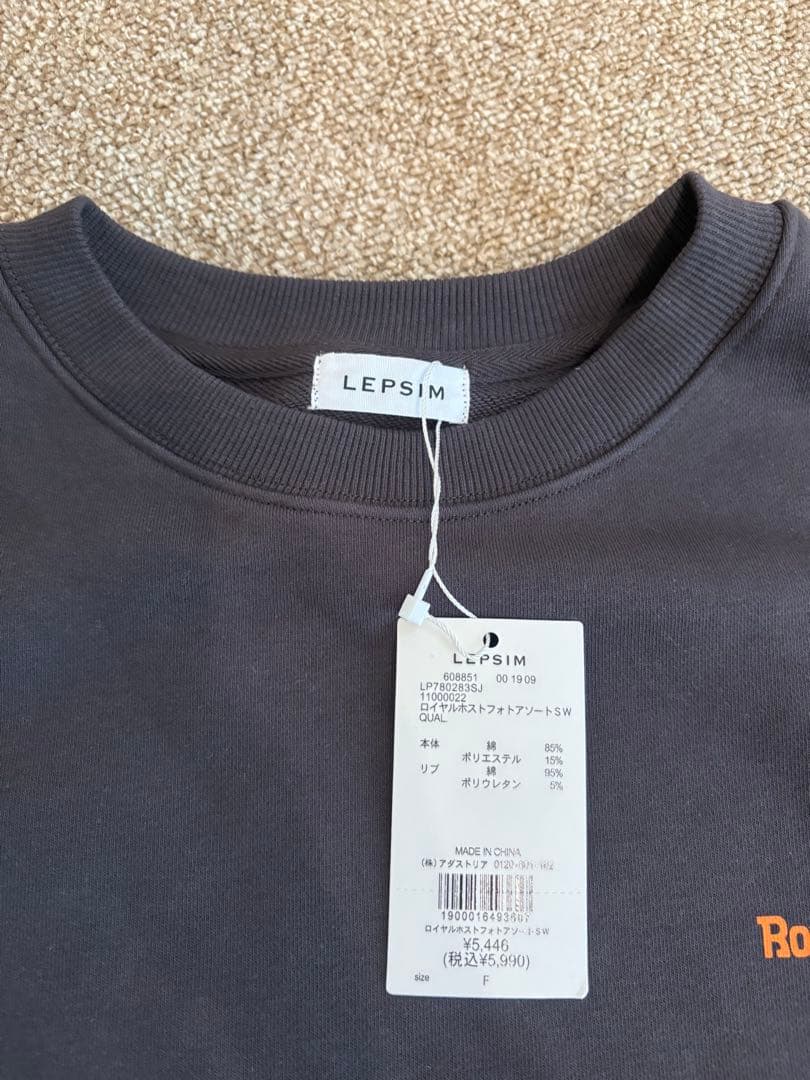 LEPSIM
LEPSIM
608851 00 19 09
LP780283SJ
11000022
ロイヤルホストフォトアソートSW
QUAL.
本体 綿 85%
ポリエステル 15%
リブ 綿 95%
ポリウレタン 5%
MADE IN CHINA
(株)アダストリア
ロイヤルホストフォトアソートSW
¥5,446
(税込¥5,990)
size F
Ro